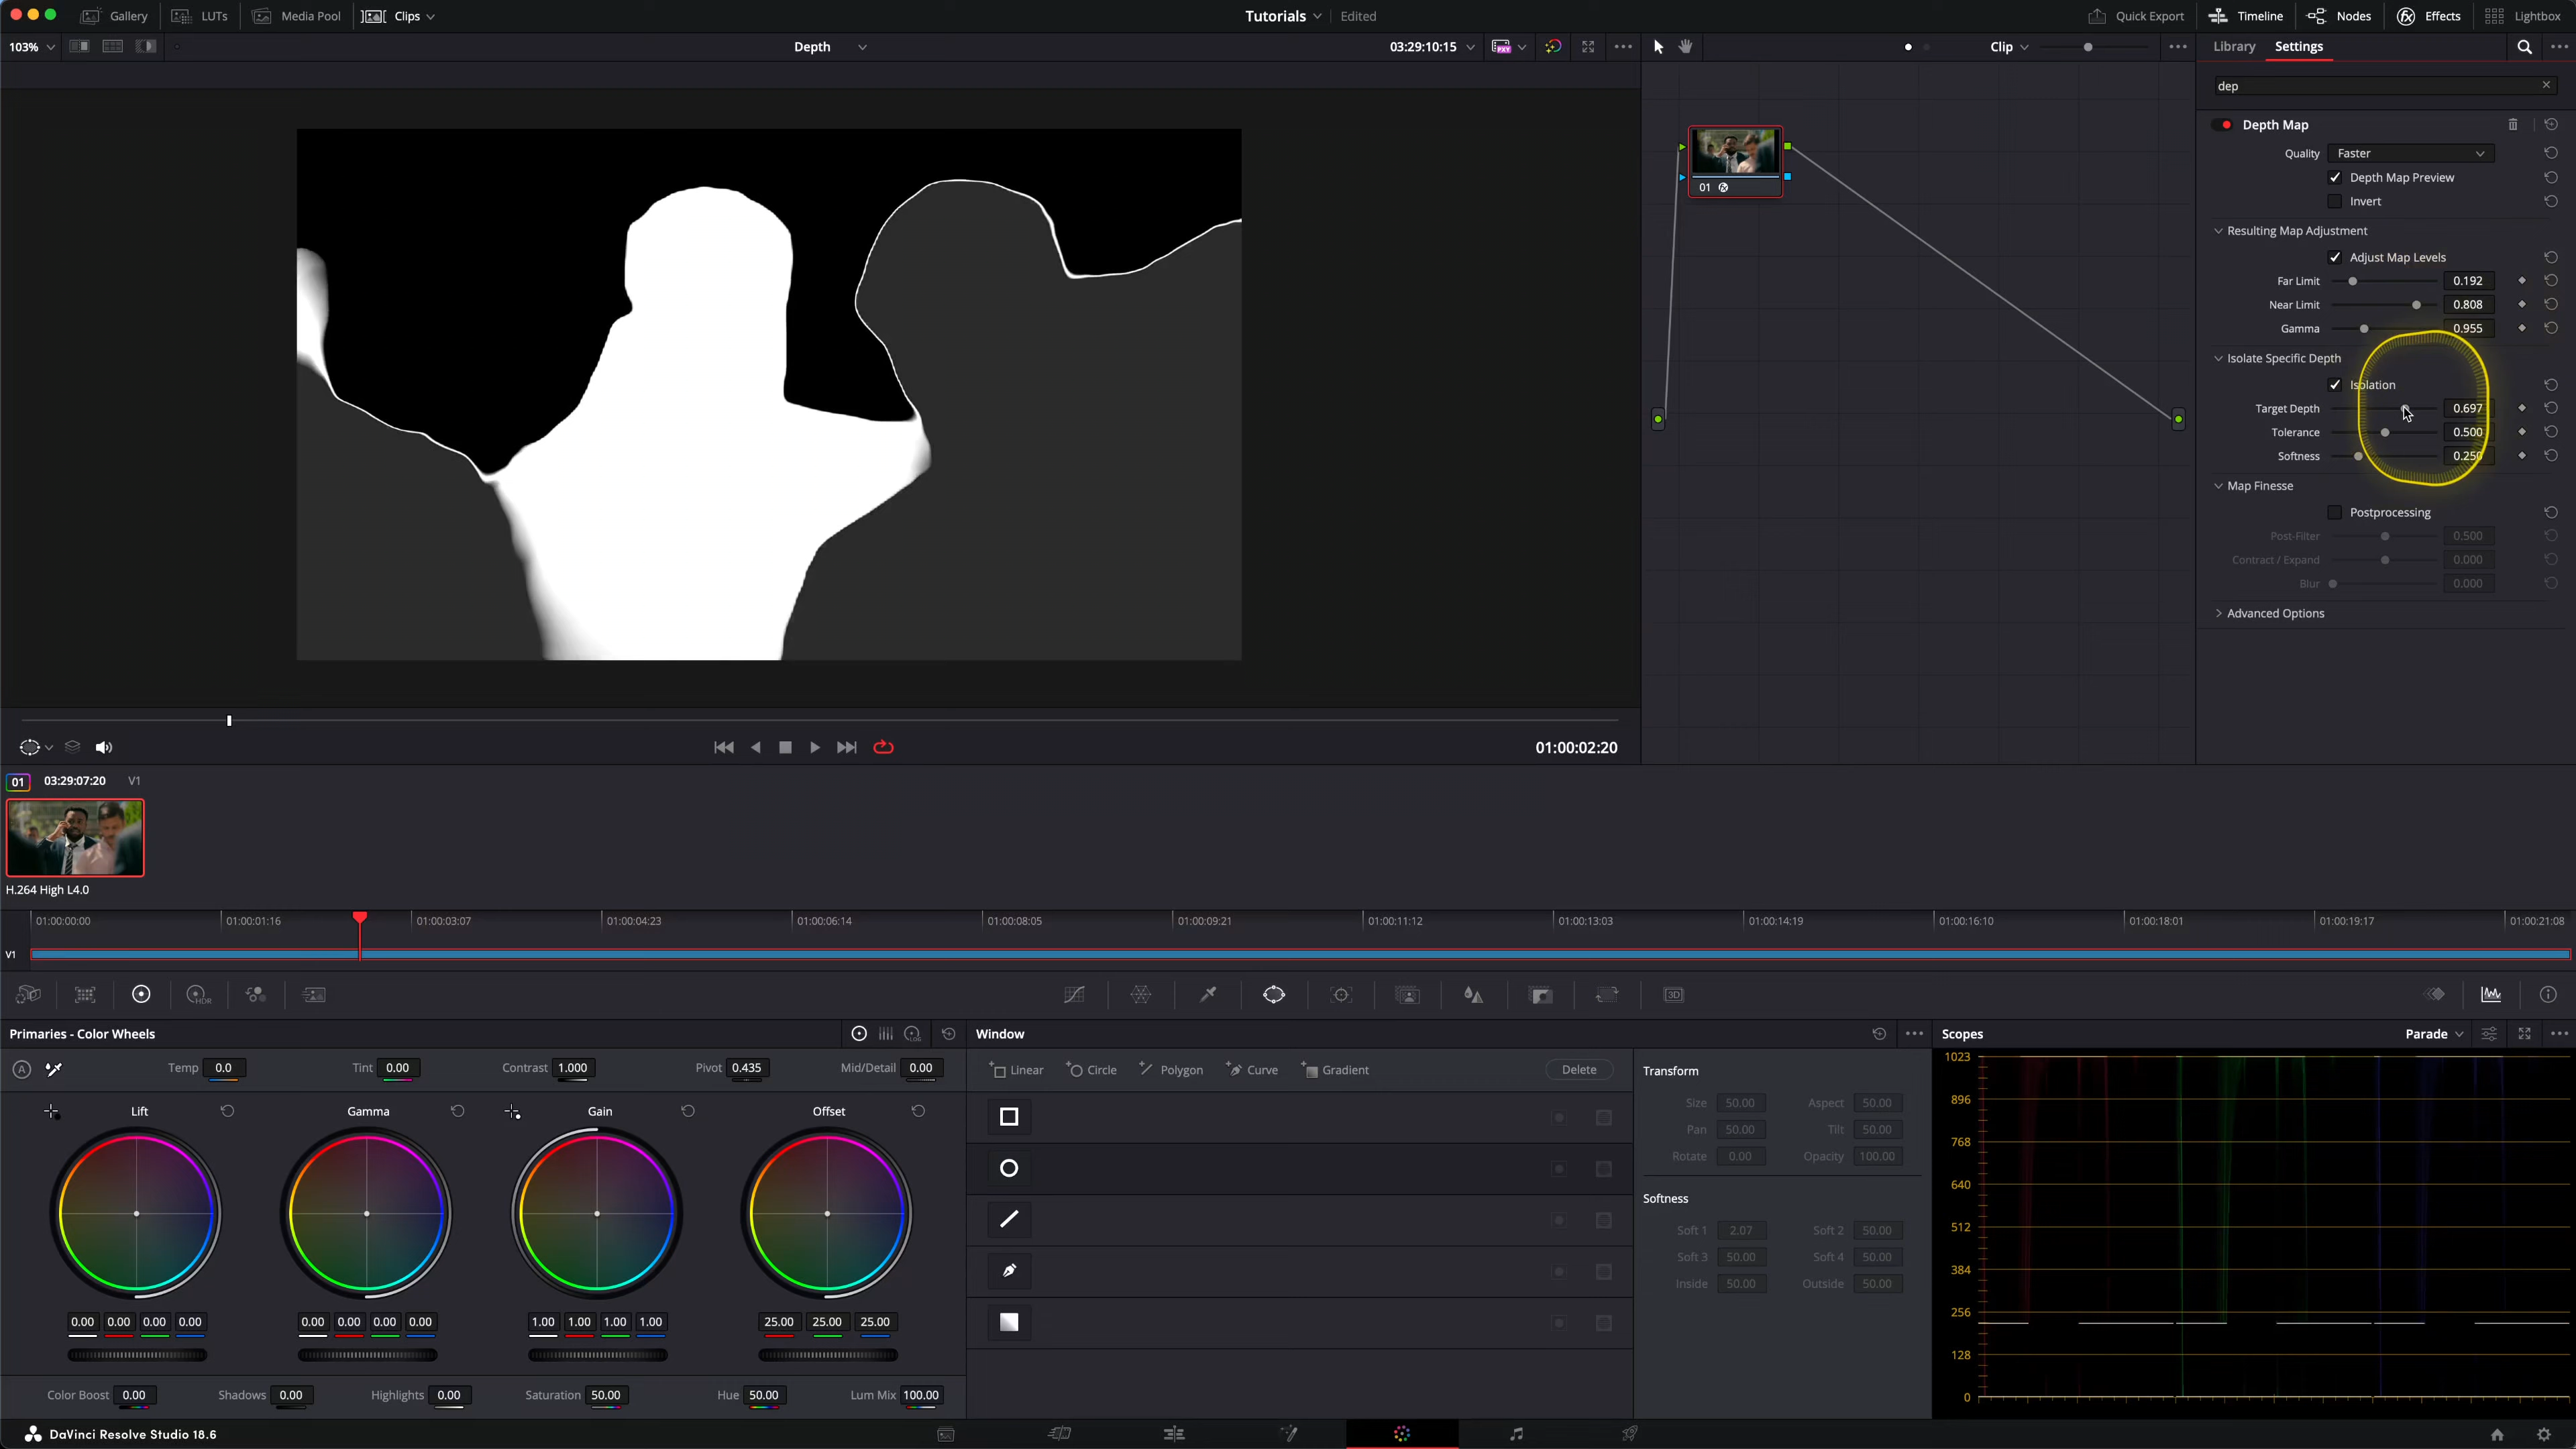 Gallery LUTs Media Pool Clips Tutorials Edited Quick Export Timeline Nodes Effects Lightbox
103% Depth 03:29:10:15 PXY Clip Library Settings
dep
Depth Map
Quality Faster
Depth Map Preview
Invert
Resulting Map Adjustment
Adjust Map Levels
Far Limit 0.192
Near Limit 0.808
Gamma 0.955
Isolate Specific Depth
Isolation
Target Depth 0.697
Tolerance 0.500
Softness 0.250
Map Finesse
Postprocessing
Post-Filter 0.500
Contract / Expand 0.000
Blur 0.000
Advanced Options
01
01:00:02:20
01 03:29:07:20 V1
H.264 High L4.0
01:00:00:00 01:00:01:16 01:00:03:07 01:00:04:23 01:00:06:14 01:00:08:05 01:00:09:21 01:00:11:12 01:00:13:03 01:00:14:19 01:00:16:10 01:00:18:01 01:00:19:17 01:00:21:08
V1
HDR 3D
Primaries - Color Wheels LOG
A Temp 0.0 Tint 0.00 Contrast 1.000 Pivot 0.435 Mid/Detail 0.00
Lift Gamma Gain Offset
0.00 0.00 0.00 0.00 0.00 0.00 0.00 0.00 1.00 1.00 1.00 1.00 25.00 25.00 25.00
Color Boost 0.00 Shadows 0.00 Highlights 0.00 Saturation 50.00 Hue 50.00 Lum Mix 100.00
Window
Linear Circle Polygon Curve Gradient Delete
Transform
Size 50.00 Aspect 50.00
Pan 50.00 Tilt 50.00
Rotate 0.00 Opacity 100.00
Softness
Soft 1 2.07 Soft 2 50.00
Soft 3 50.00 Soft 4 50.00
Inside 50.00 Outside 50.00
Scopes Parade
1023
896
768
640
512
384
256
128
0
DaVinci Resolve Studio 18.6